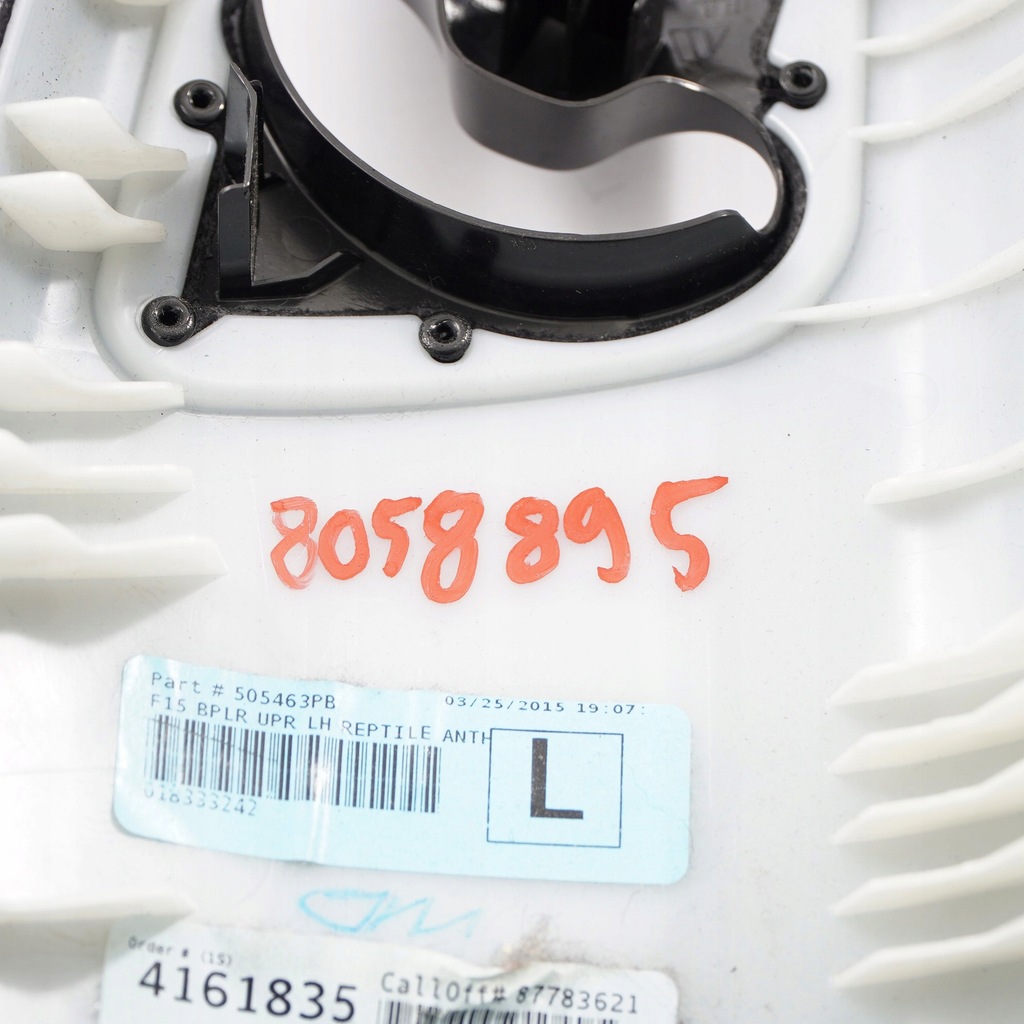 8058895
Part # 505463PB
03/25/2015 19:07:
F15 BPLR UPR LH REPTILE ANTH
L
018333242
Order # (15)
4161835
CallOff# 87783621